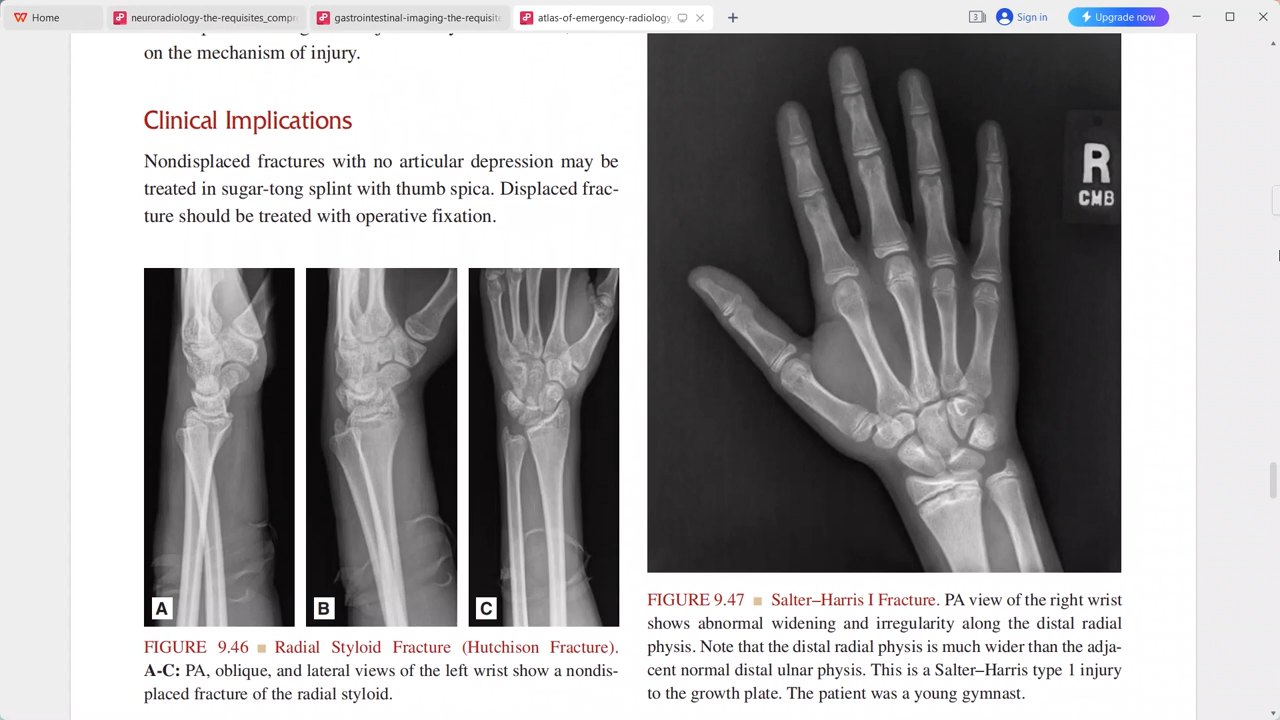 Home
neuroradiology-the-requisites_compre
gastrointestinal-imaging-the-requisite
atlas-of-emergency-radiology
3
Sign in
Upgrade now
on the mechanism of injury.
Clinical Implications
Nondisplaced fractures with no articular depression may be
treated in sugar-tong splint with thumb spica. Displaced frac-
ture should be treated with operative fixation.
A
B
C
FIGURE 9.46 ■ Radial Styloid Fracture (Hutchison Fracture).
A-C: PA, oblique, and lateral views of the left wrist show a nondis-
placed fracture of the radial styloid.
R
CMB
FIGURE 9.47 ■ Salter–Harris I Fracture. PA view of the right wrist
shows abnormal widening and irregularity along the distal radial
physis. Note that the distal radial physis is much wider than the adja-
cent normal distal ulnar physis. This is a Salter–Harris type 1 injury
to the growth plate. The patient was a young gymnast.